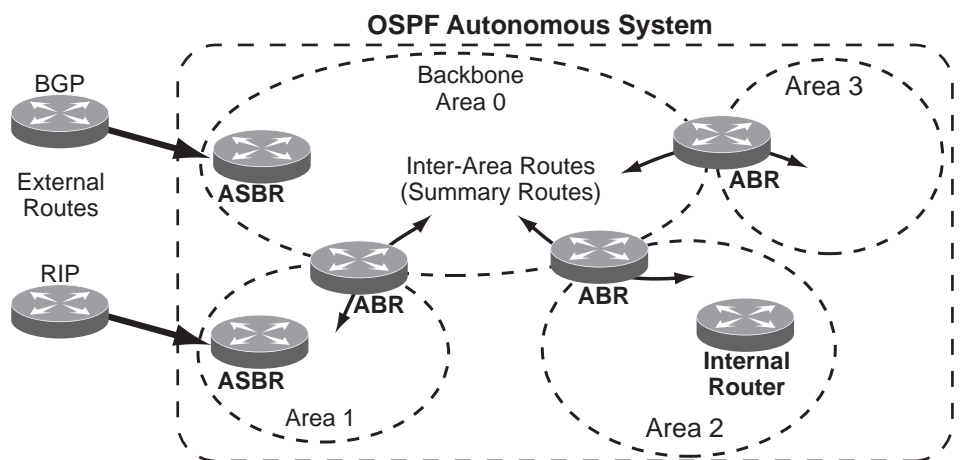 OSPF Autonomous System
BGP
Backbone
Area 0
Area 3
ASBR
Inter-Area Routes
(Summary Routes)
ABR
External
Routes
RIP
ABR
ABR
ASBR
Internal
Router
Area 1
Area 2